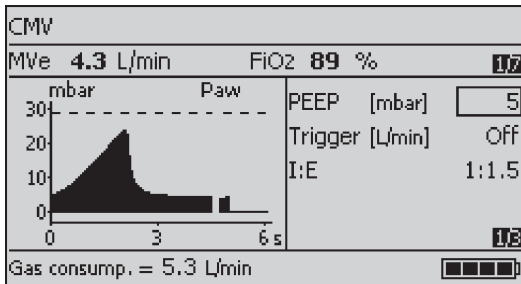 CMV
MVe 4.3 L/min FiO2 89 % 1/7
mbar Paw
30
20
10
0
0 3 6 s
PEEP [mbar] 5
Trigger [L/min] Off
I:E 1:1.5
1/3
Gas consump. = 5.3 L/min